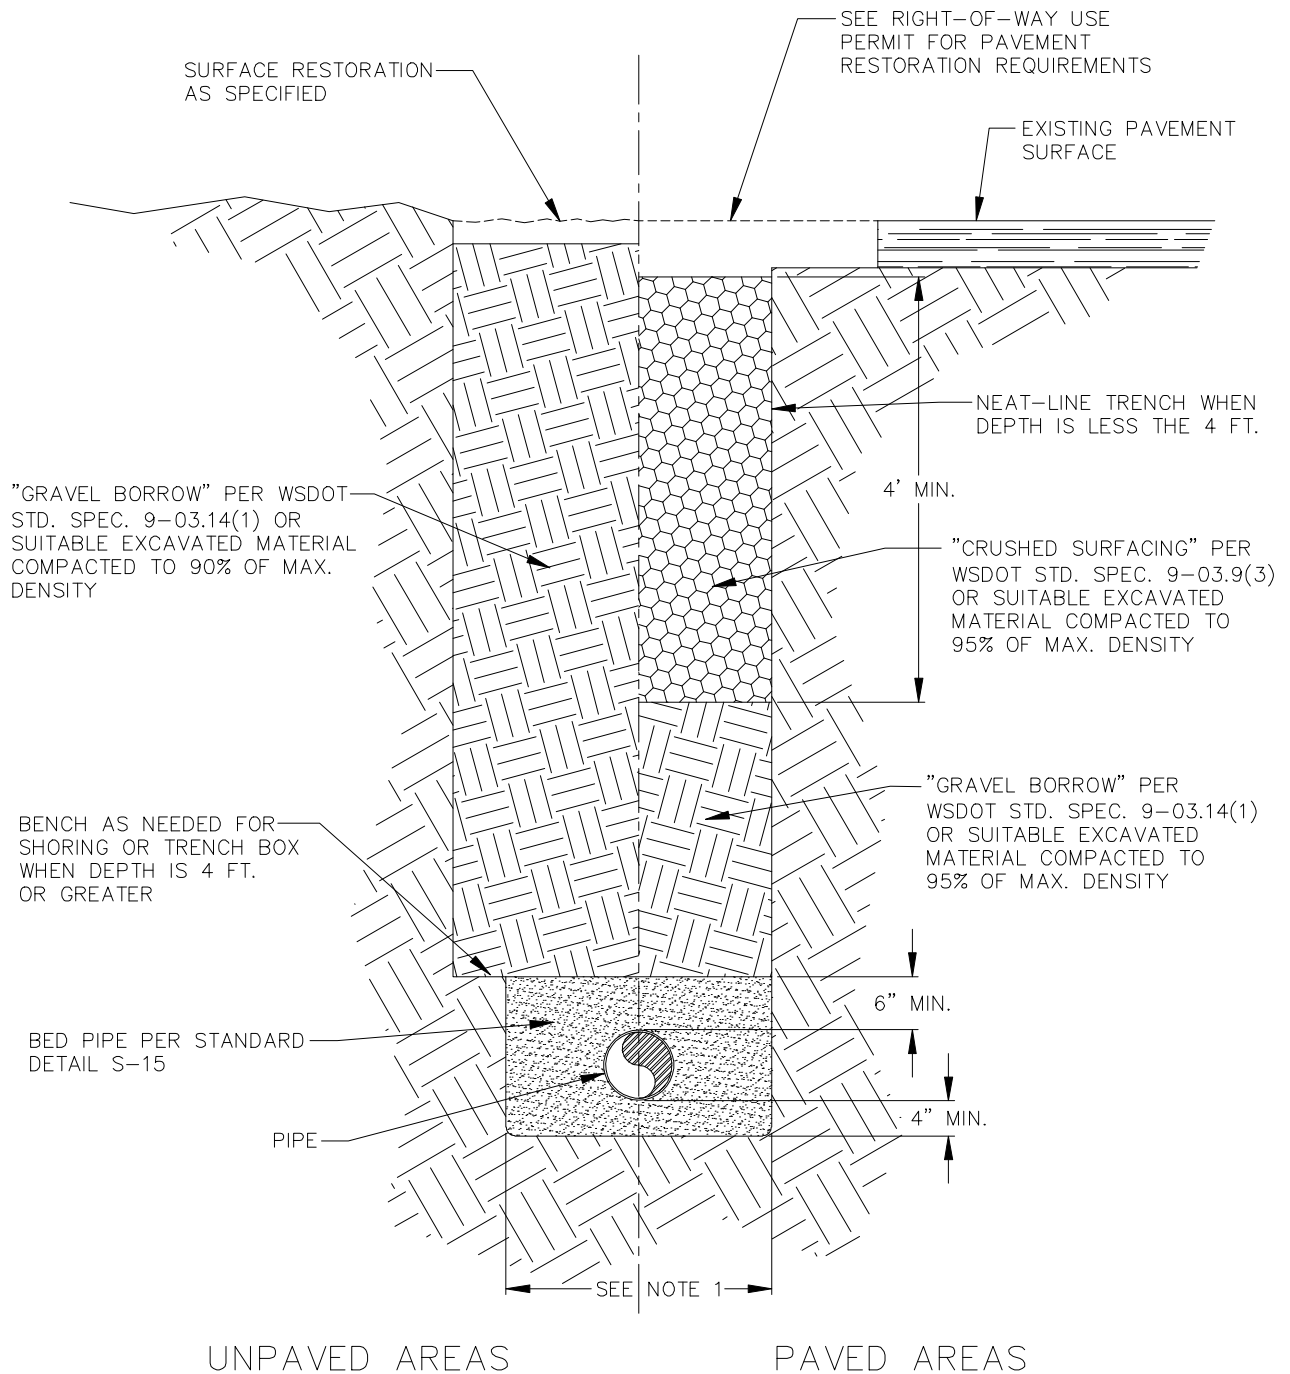 SEE RIGHT-OF-WAY USE
PERMIT FOR PAVEMENT
RESTORATION REQUIREMENTS
SURFACE RESTORATION
AS SPECIFIED
EXISTING PAVEMENT
SURFACE
NEAT-LINE TRENCH WHEN
DEPTH IS LESS THE 4 FT.
4' MIN.
"GRAVEL BORROW" PER WSDOT
STD. SPEC. 9-03.14(1) OR
SUITABLE EXCAVATED MATERIAL
COMPACTED TO 90% OF MAX.
DENSITY
"CRUSHED SURFACING" PER
WSDOT STD. SPEC. 9-03.9(3)
OR SUITABLE EXCAVATED
MATERIAL COMPACTED TO
95% OF MAX. DENSITY
"GRAVEL BORROW" PER
WSDOT STD. SPEC. 9-03.14(1)
OR SUITABLE EXCAVATED
MATERIAL COMPACTED TO
95% OF MAX. DENSITY
BENCH AS NEEDED FOR
SHORING OR TRENCH BOX
WHEN DEPTH IS 4 FT.
OR GREATER
6" MIN.
BED PIPE PER STANDARD
DETAIL S-15
4" MIN.
PIPE
SEE NOTE 1
UNPAVED AREAS
PAVED AREAS